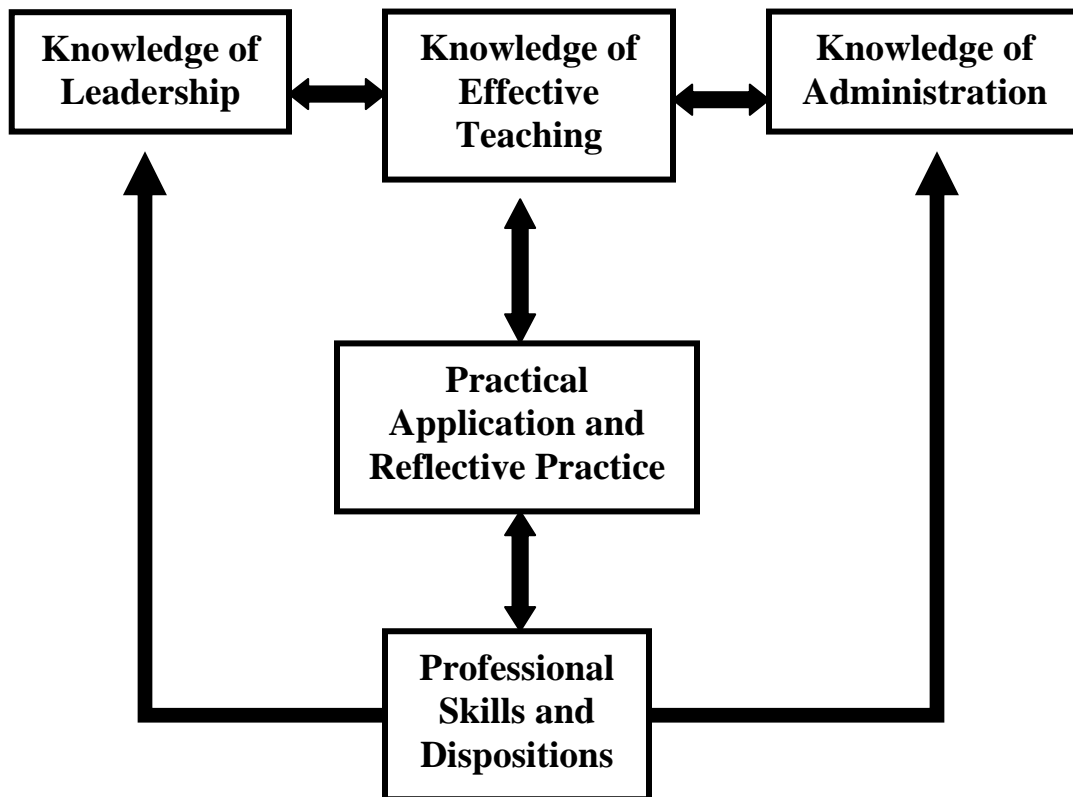 Knowledge of
Leadership
Knowledge of
Effective
Teaching
Knowledge of
Administration
Practical
Application and
Reflective Practice
Professional
Skills and
Dispositions